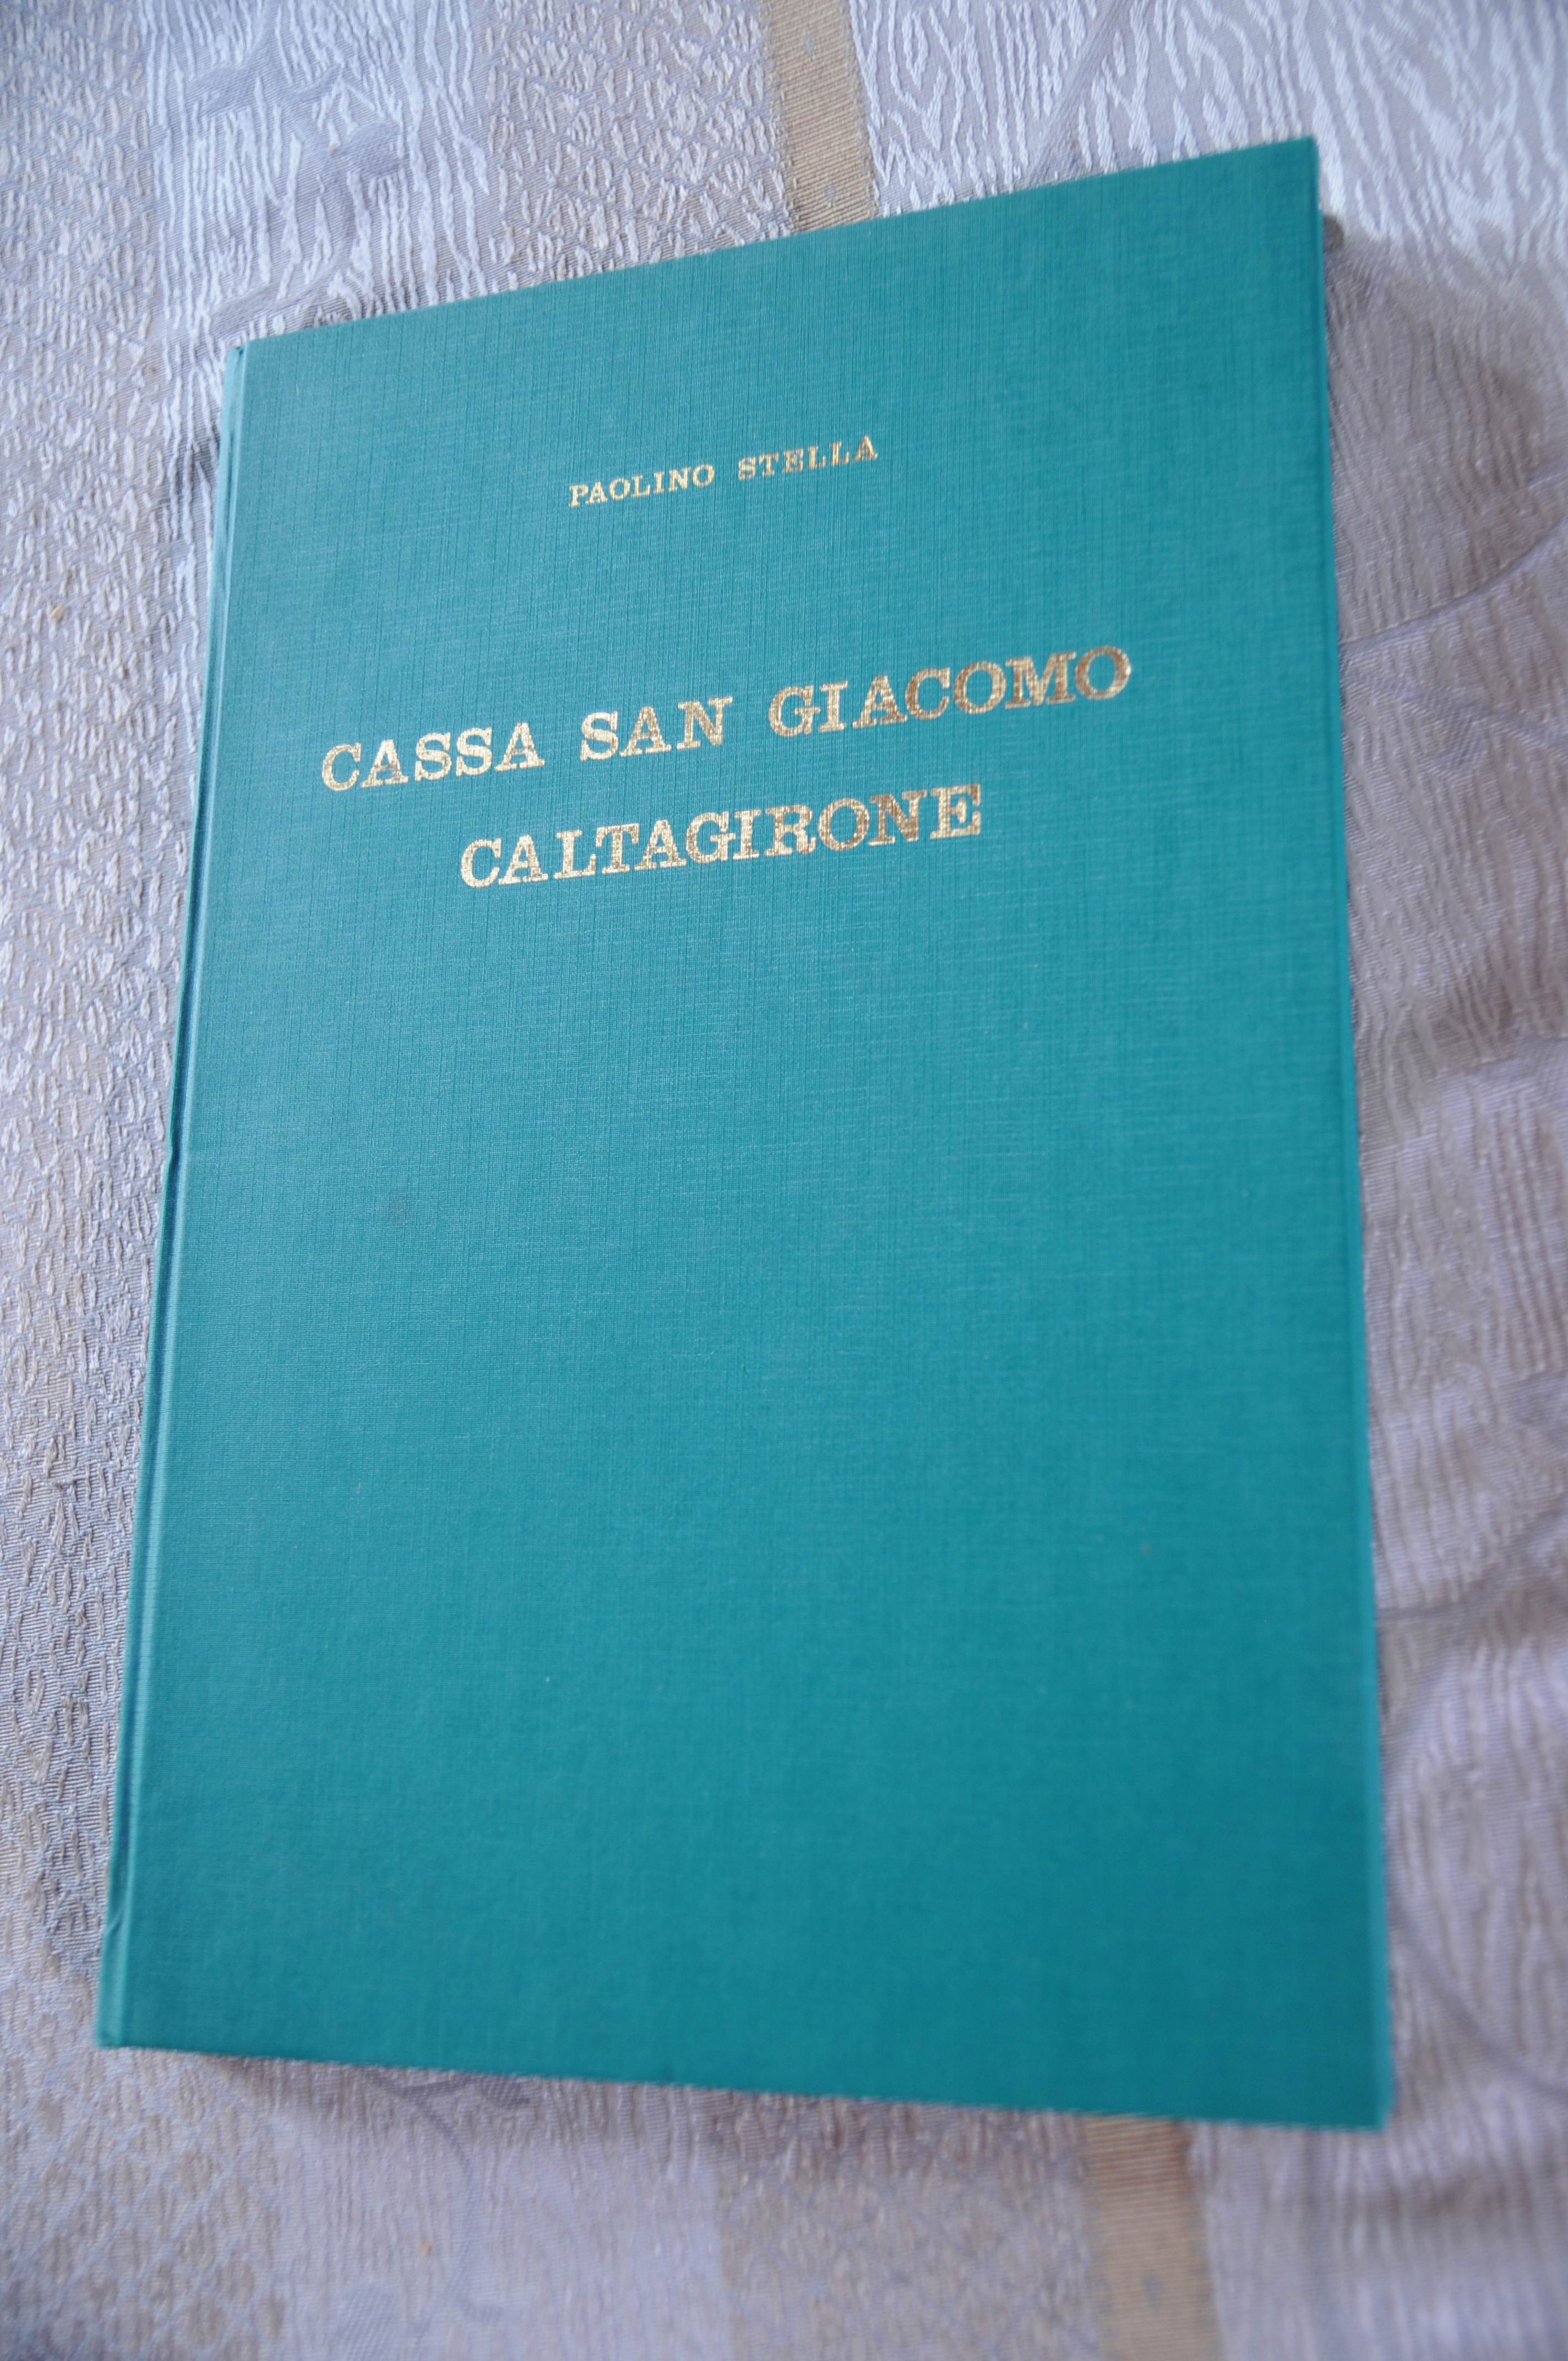 PAOLINO STELLA
CASSA SAN GIACOMO
CALTAGIRONE